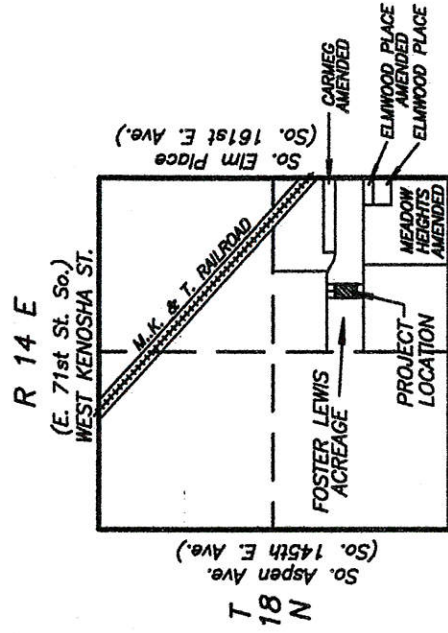 R 14 E
(E. 71st St. So.)
WEST KENOSHA ST.
So. Aspen Ave.
(So. 145th E. Ave.)
T
18
N
M.K. & T. RAILROAD
So. Elm Place
(So. 161st E. Ave.)
CARMEG
AMENDED
ELMWOOD PLACE
AMENDED
ELMWOOD PLACE
MEADOW
HEIGHTS
AMENDED
FOSTER LEWIS
ACREAGE
PROJECT
LOCATION